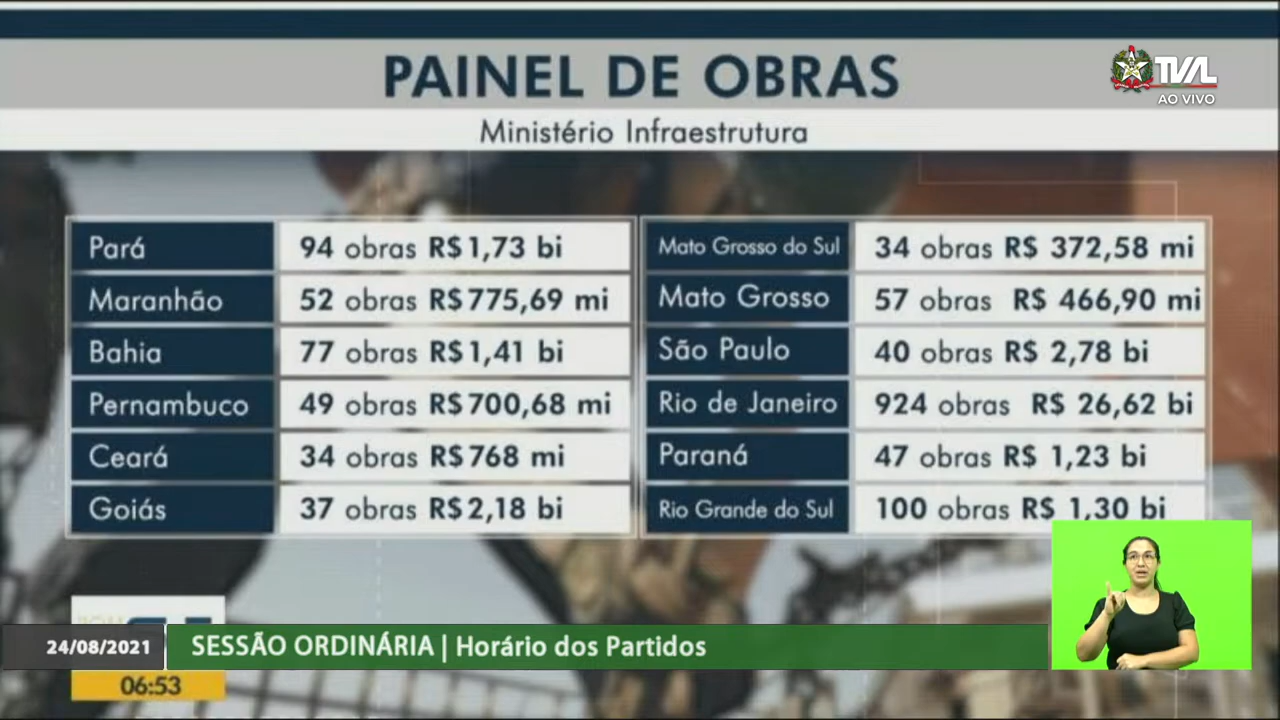 PAINEL DE OBRAS
TVAL
AO VIVO
Ministério Infraestrutura
Pará 94 obras R$ 1,73 bi
Maranhão 52 obras R$ 775,69 mi
Bahia 77 obras R$ 1,41 bi
Pernambuco 49 obras R$ 700,68 mi
Ceará 34 obras R$ 768 mi
Goiás 37 obras R$ 2,18 bi
Mato Grosso do Sul 34 obras R$ 372,58 mi
Mato Grosso 57 obras R$ 466,90 mi
São Paulo 40 obras R$ 2,78 bi
Rio de Janeiro 924 obras R$ 26,62 bi
Paraná 47 obras R$ 1,23 bi
Rio Grande do Sul 100 obras R$ 1,30 bi
24/08/2021 SESSÃO ORDINÁRIA | Horário dos Partidos
06:53